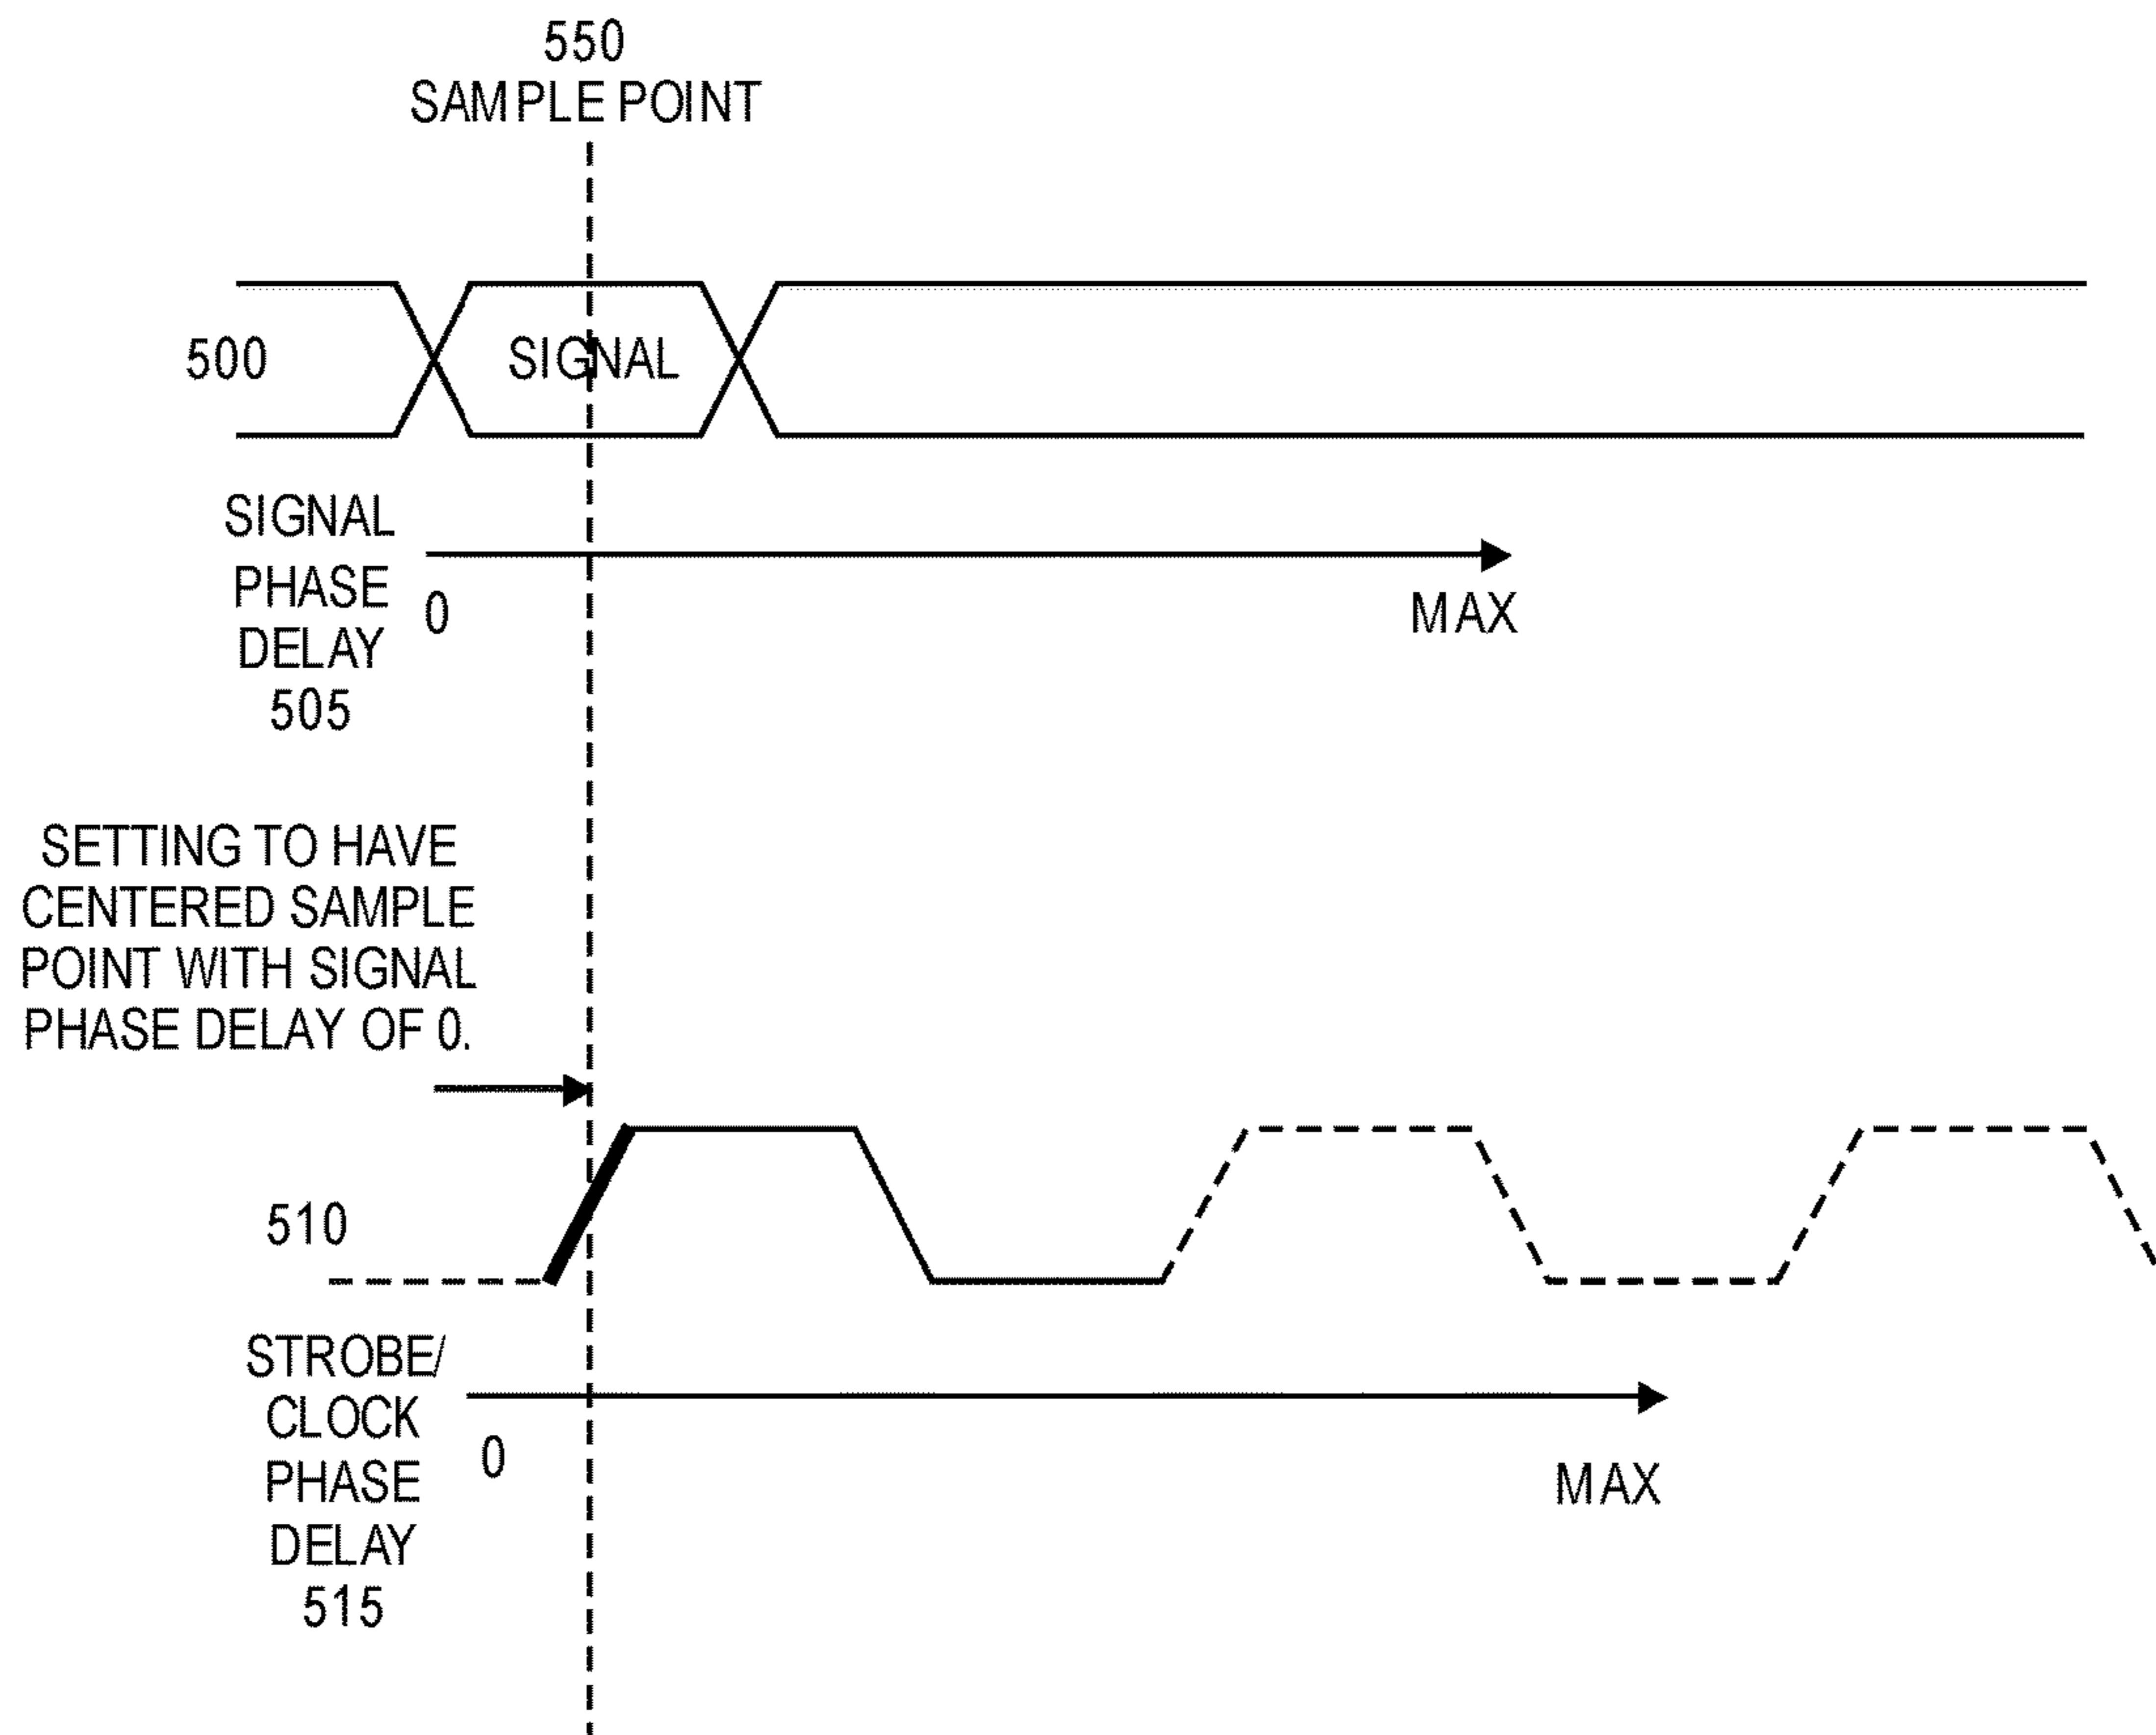 550
SAMPLE POINT
500
SIGNAL
SIGNAL
PHASE
DELAY
505
0
MAX
SETTING TO HAVE
CENTERED SAMPLE
POINT WITH SIGNAL
PHASE DELAY OF 0.
510
STROBE/
CLOCK
PHASE
DELAY
515
0
MAX